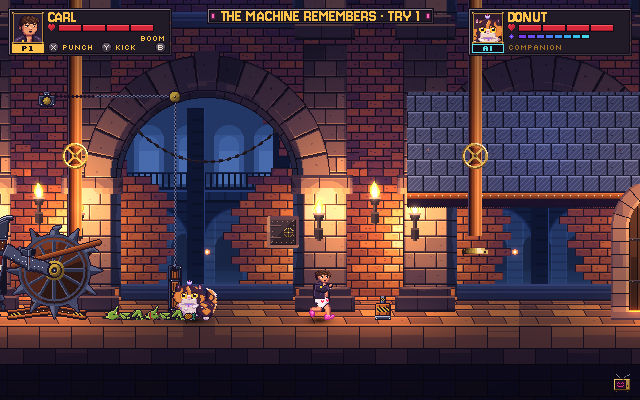 CARL
P1
X PUNCH Y KICK
BOOM
B
THE MACHINE REMEMBERS · TRY 1
DONUT
AI
COMPANION